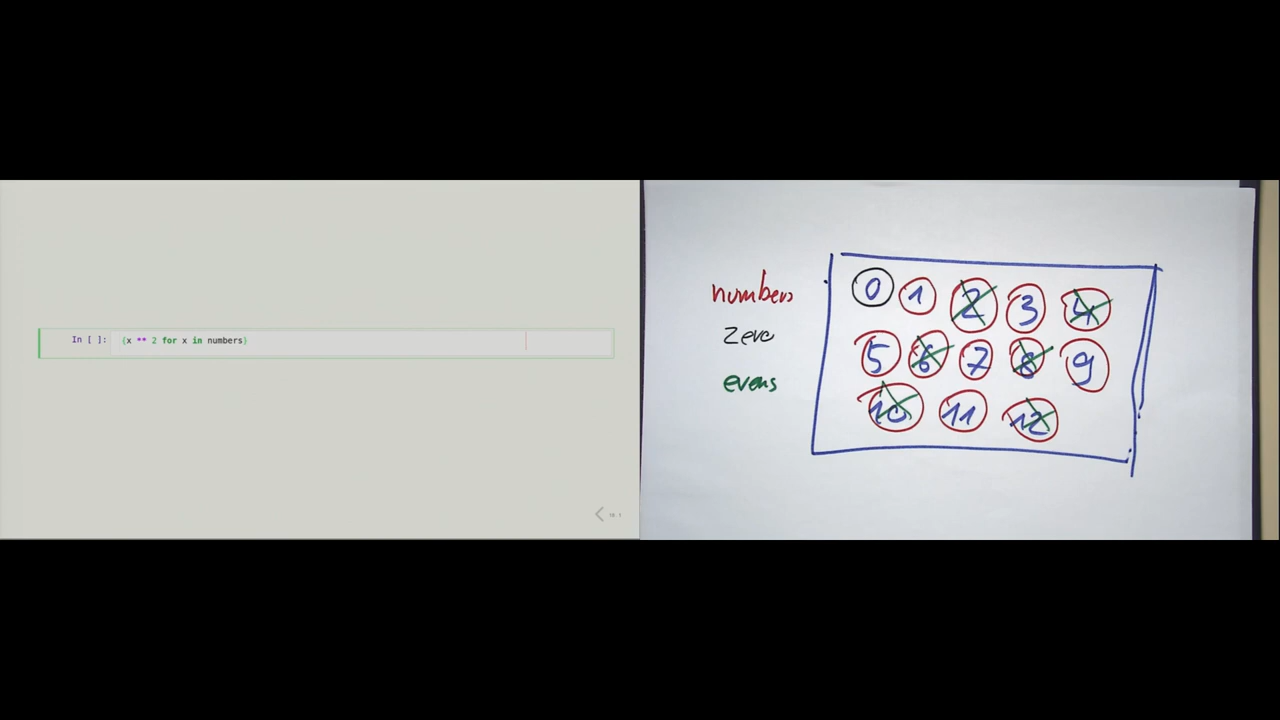 In [ ]: {x ** 2 for x in numbers}
numbers
zero
evens
0 1 2 3 4
5 6 7 8 9
10 11 12